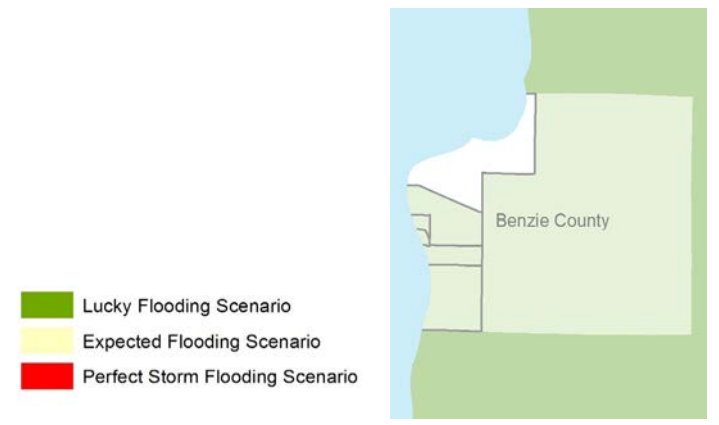 Benzie County
Lucky Flooding Scenario
Expected Flooding Scenario
Perfect Storm Flooding Scenario